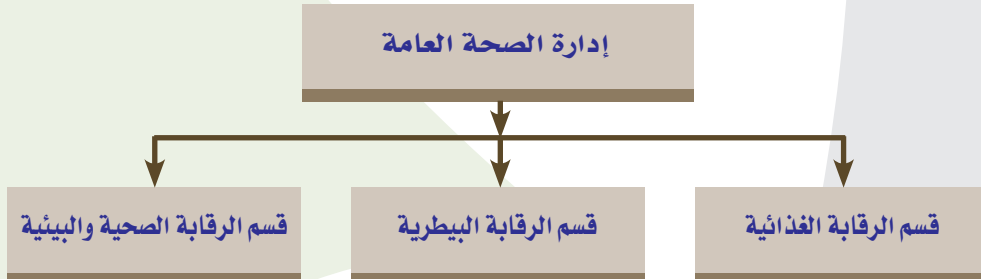 إدارة الصحة العامة
قسم الرقابة الغذائية
قسم الرقابة البيطرية
قسم الرقابة الصحية والبيئية